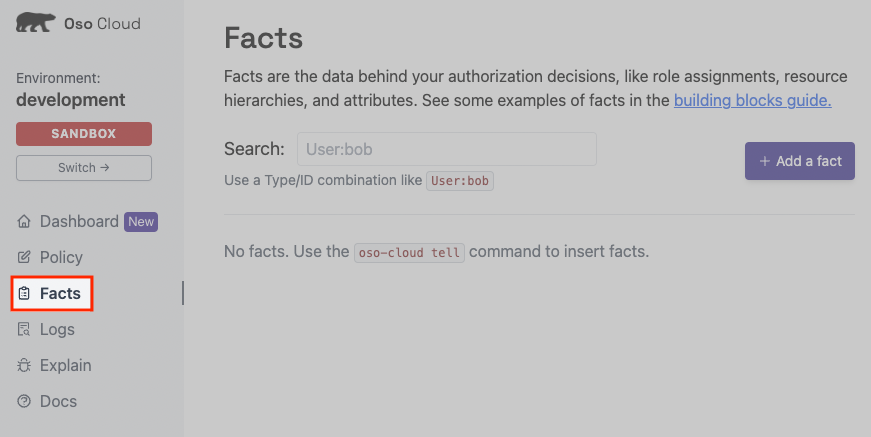 Oso Cloud
Environment:
development
SANDBOX
Switch →
Dashboard New
Policy
Facts
Logs
Explain
Docs
Facts
Facts are the data behind your authorization decisions, like role assignments, resource
hierarchies, and attributes. See some examples of facts in the building blocks guide.
Search: User:bob
+ Add a fact
Use a Type/ID combination like User:bob
No facts. Use the oso-cloud tell command to insert facts.